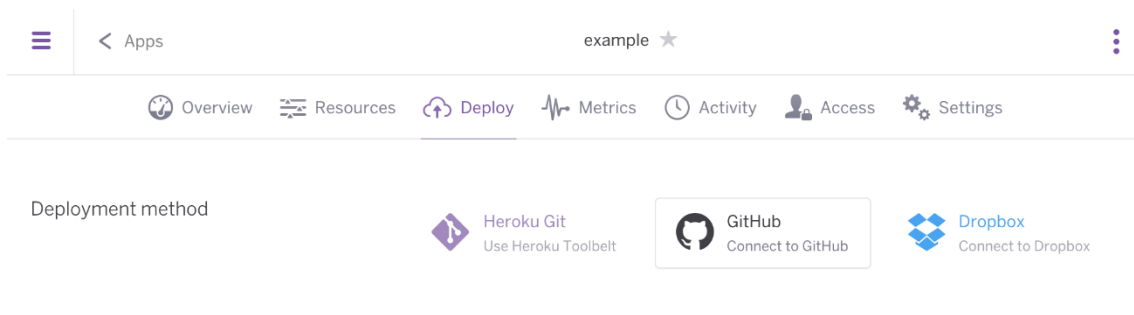 Apps
example
Overview Resources Deploy Metrics Activity Access Settings
Deployment method
Heroku Git
Use Heroku Toolbelt
GitHub
Connect to GitHub
Dropbox
Connect to Dropbox